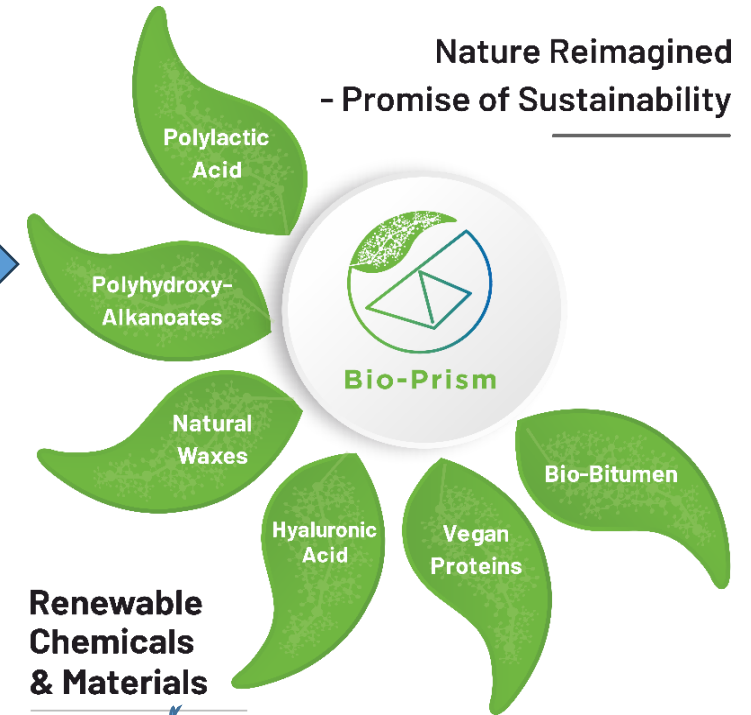 Nature Reimagined
- Promise of Sustainability
Polylactic
Acid
Polyhydroxy-
Alkanoates
Bio-Prism
Natural
Waxes
Bio-Bitumen
Hyaluronic
Acid
Vegan
Proteins
Renewable
Chemicals
& Materials